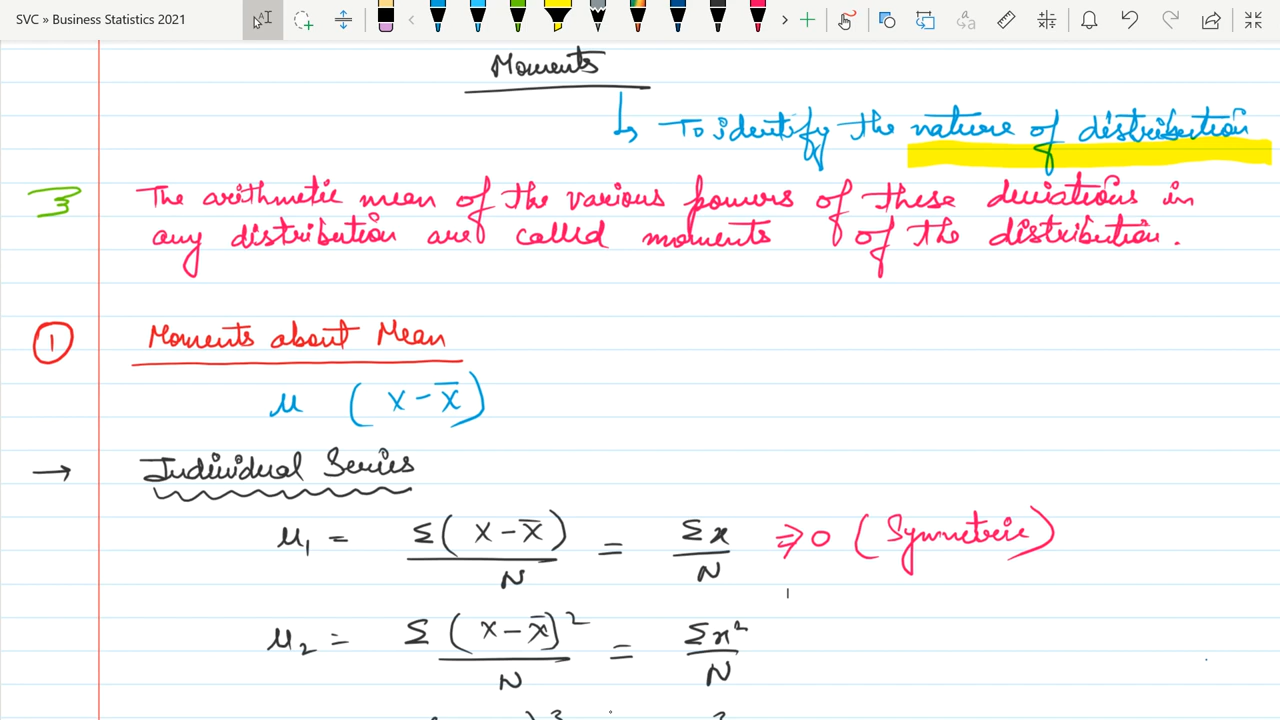 SVC » Business Statistics 2021
Moments
→ To identify the nature of distribution
The arithmetic mean of the various powers of these deviations in
any distribution are called moments of the distribution.
① Moments about Mean
μ (X - X̄)
→ Individual Series
μ₁ = Σ(X - X̄)/N = Σx/N ⇒ 0 (Symmetric)
μ₂ = Σ(X - X̄)²/N = Σx²/N